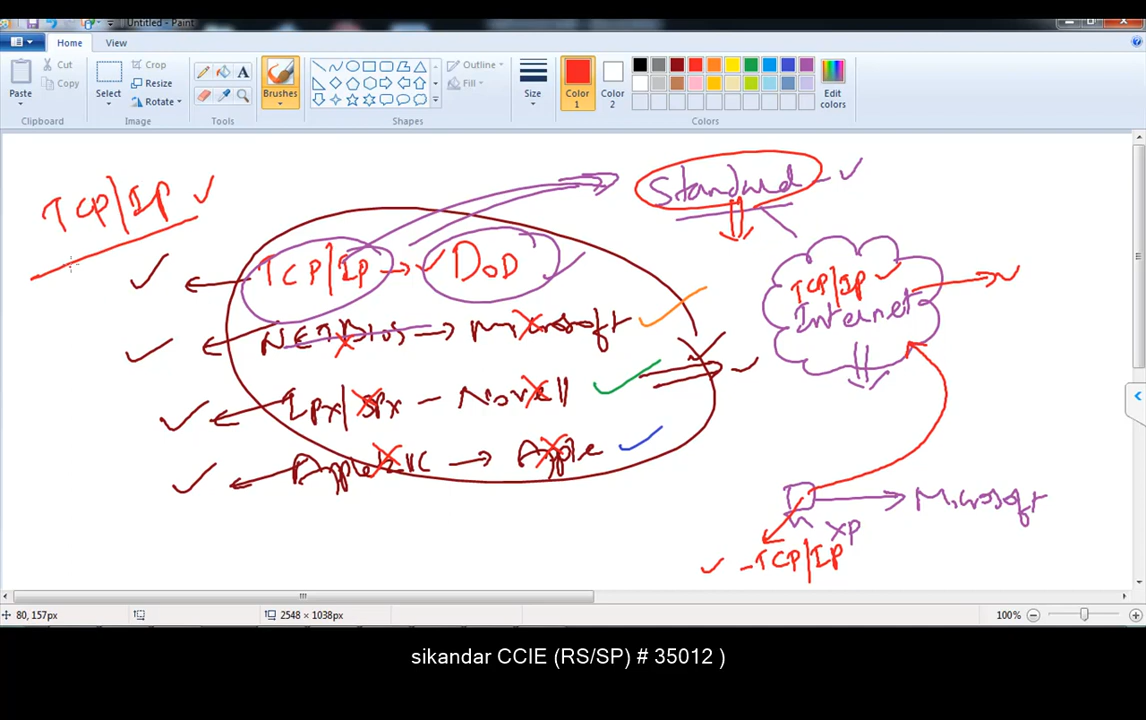 Untitled - Paint
Home View
Paste
Cut
Copy
Clipboard
Select
Crop
Resize
Rotate
Image
Tools
Brushes
Shapes
Outline
Fill
Size
Color 1
Color 2
Edit colors
Colors
TCP/IP
Standard
TCP/IP → DoD
TCP/IP
Internet
NETBIOS → Microsoft
IPX/SPX - Novell
→ Apple
Microsoft
XP
- TCP/IP
80, 157px
2548 × 1038px
100%
sikandar CCIE (RS/SP) # 35012 )